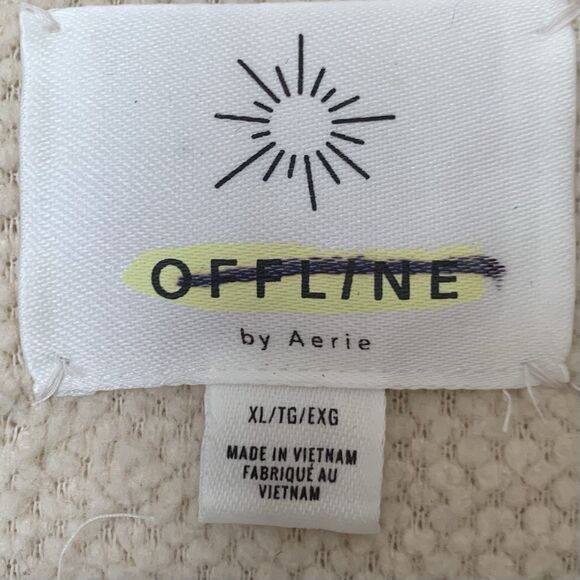 OFFLINE
by Aerie
XL/TG/EXG
MADE IN VIETNAM
FABRIQUÉ AU
VIETNAM